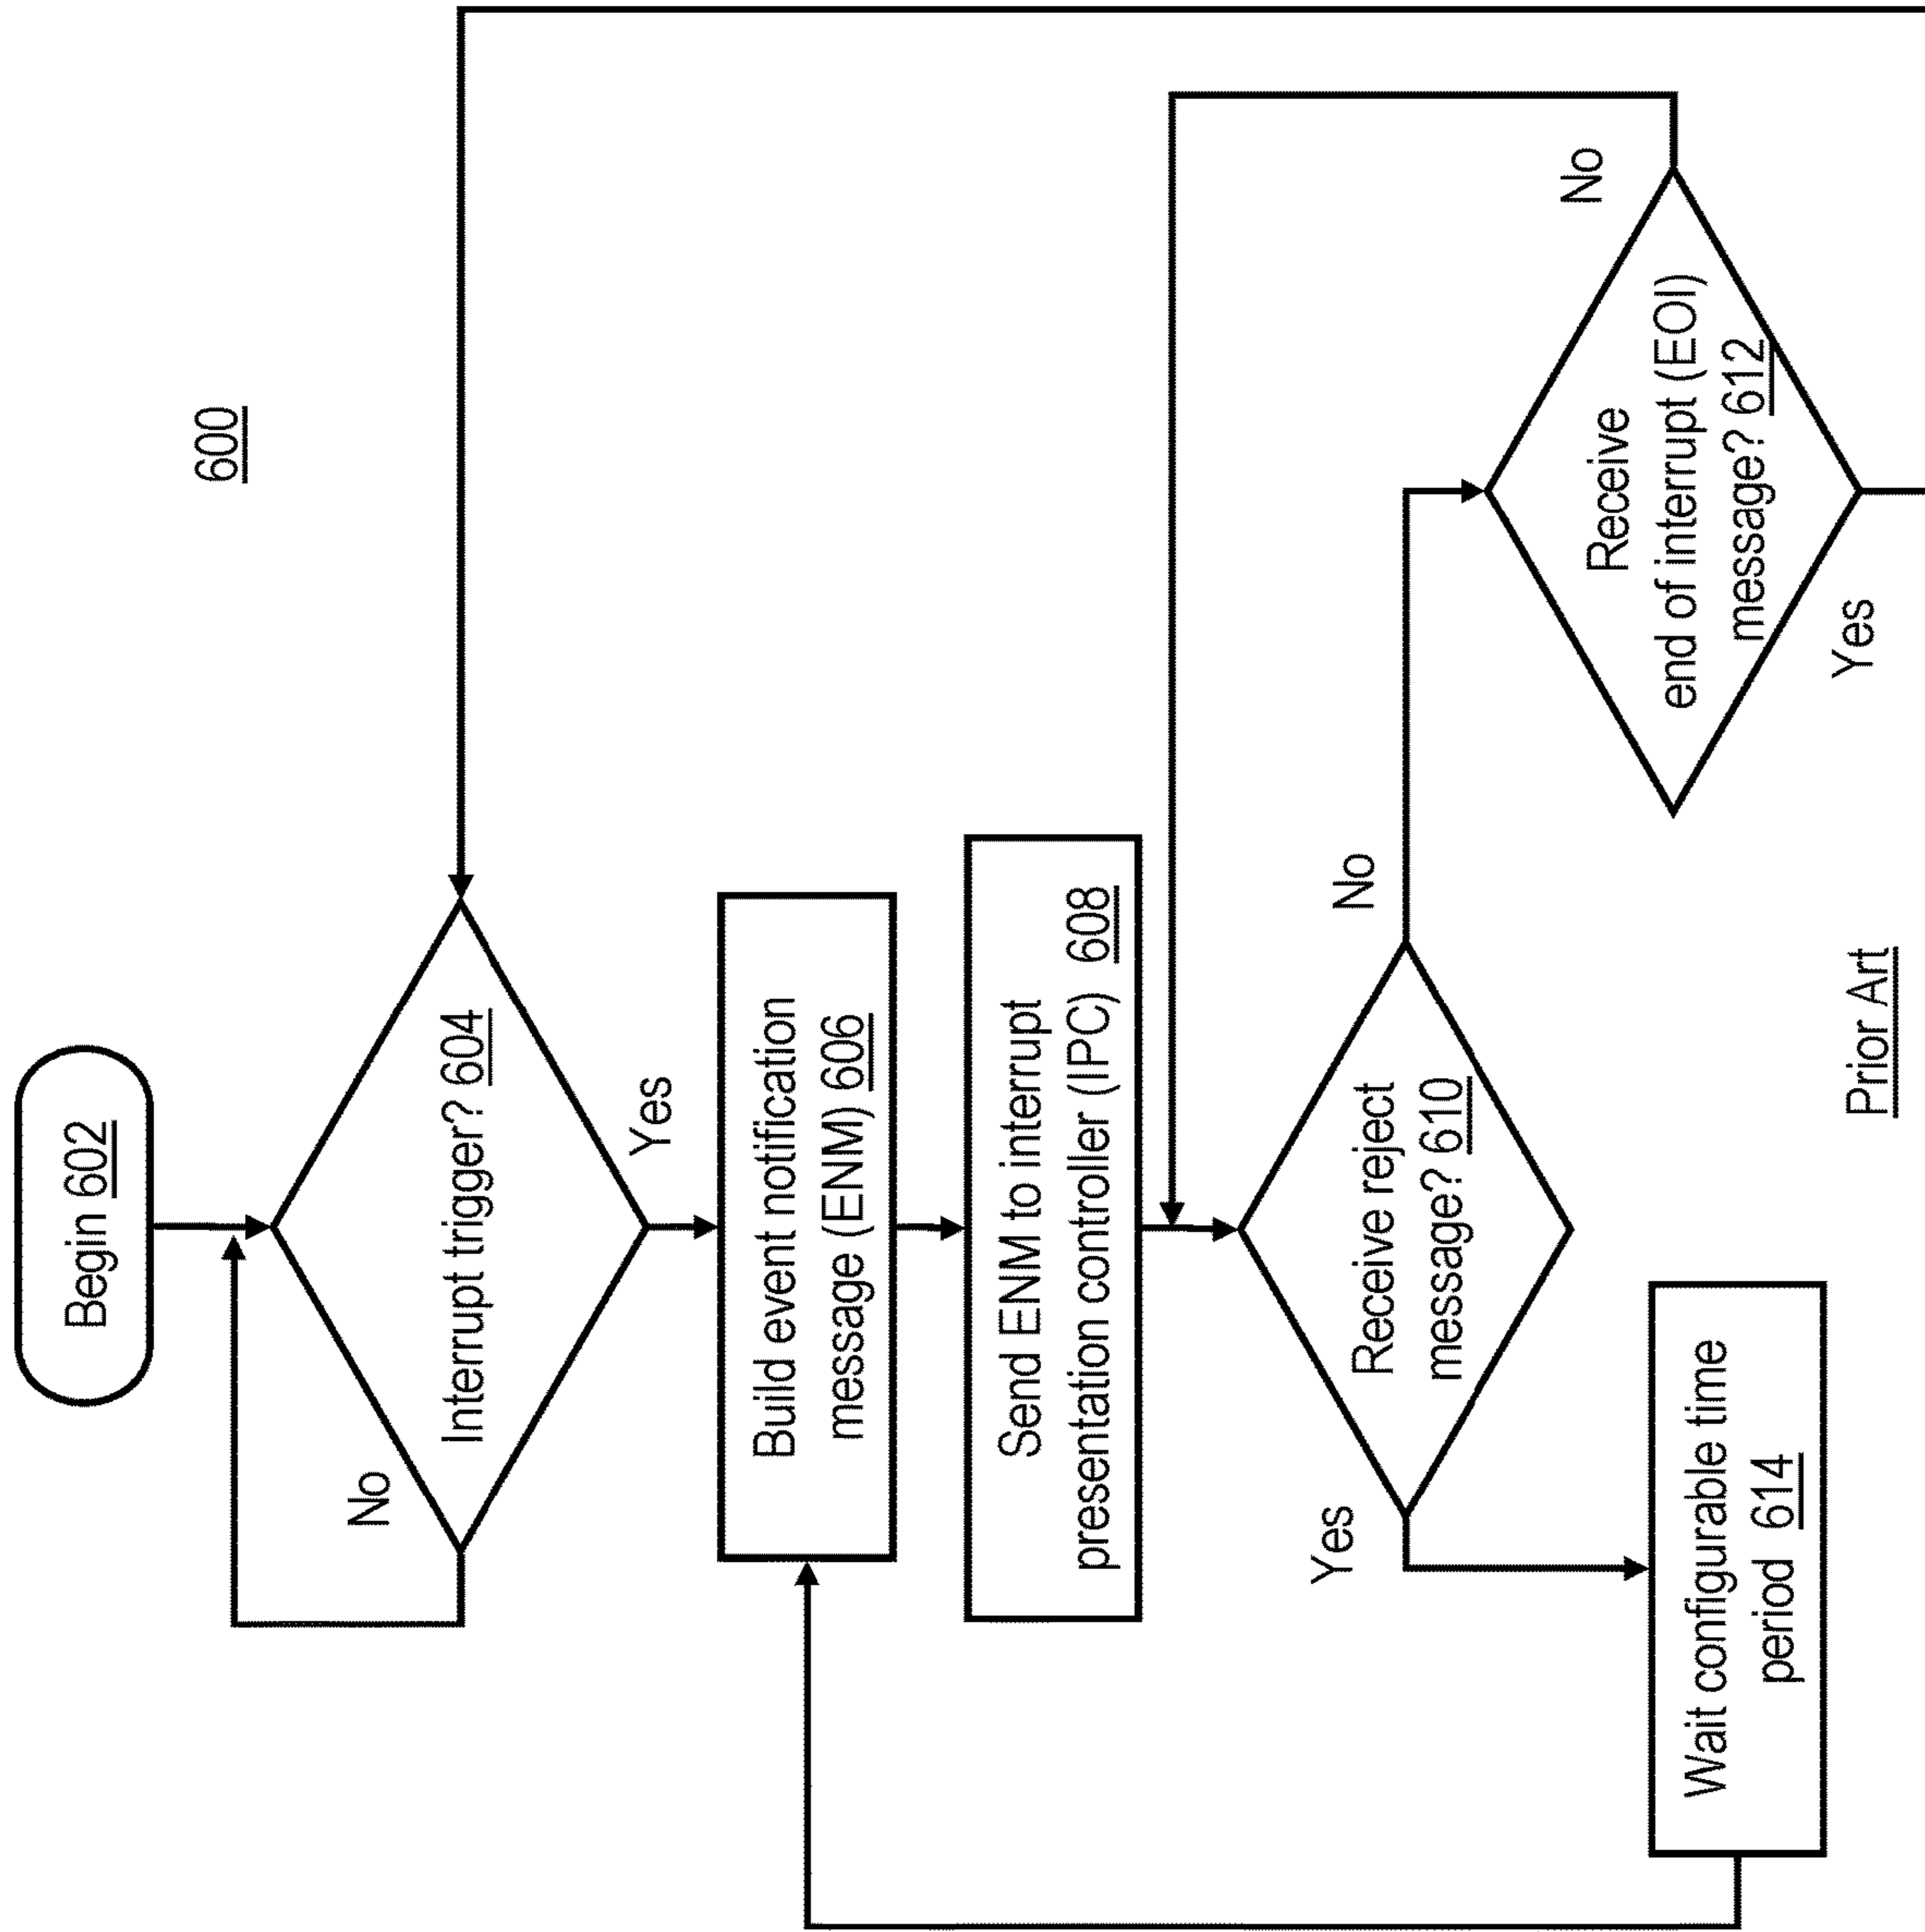 600
Begin 602
Interrupt trigger? 604
No
Yes
Build event notification
message (ENM) 606
Send ENM to interrupt
presentation controller (IPC) 608
Receive reject
message? 610
Yes
No
Receive
end of interrupt (EOI)
message? 612
No
Yes
Wait configurable time
period 614
Prior Art